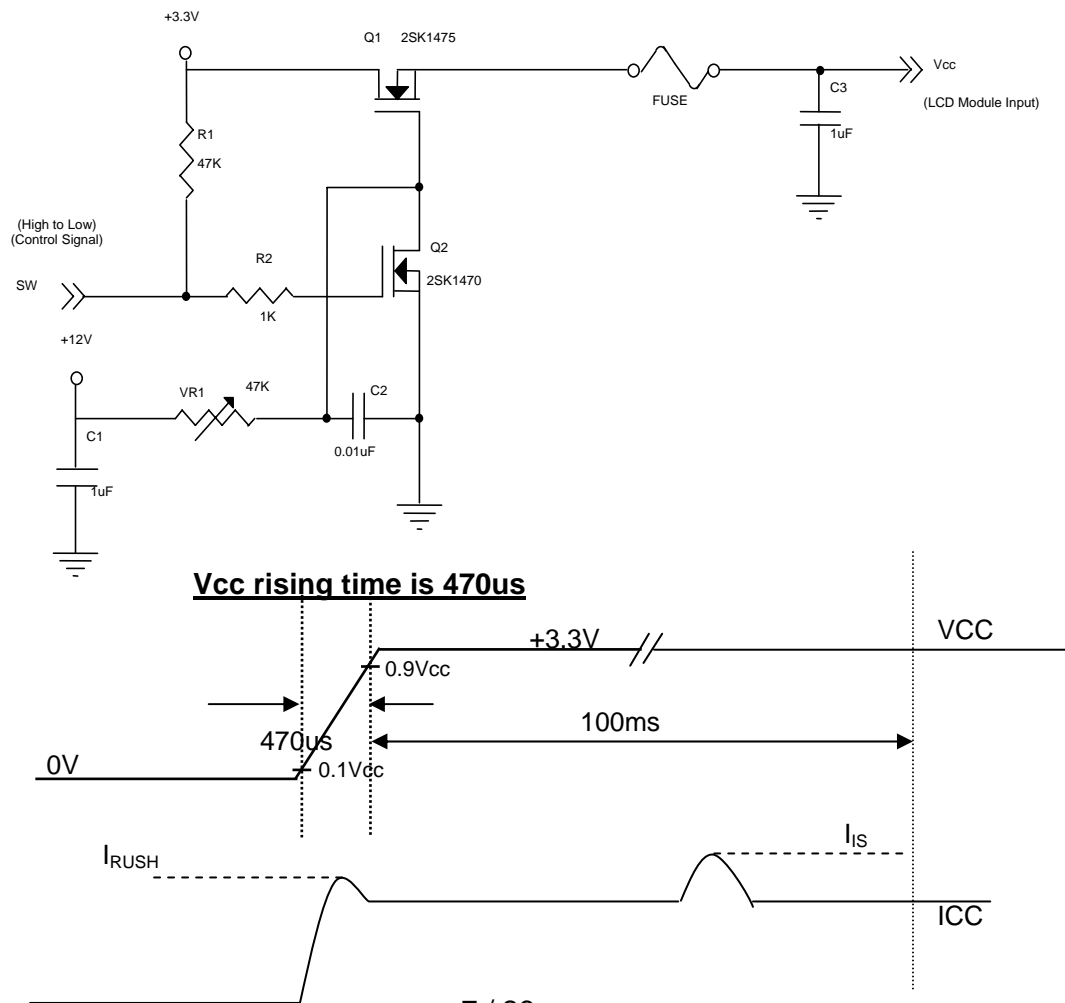 +3.3V
Q1 2SK1475
Vcc
FUSE
C3
(LCD Module Input)
1uF
R1
47K
(High to Low)
(Control Signal)
Q2
2SK1470
R2
SW
1K
+12V
VR1
47K
C2
C1
0.01uF
1uF
Vcc rising time is 470us
+3.3V
VCC
0.9Vcc
100ms
470us
0V
0.1Vcc
IRUSH
IIS
ICC